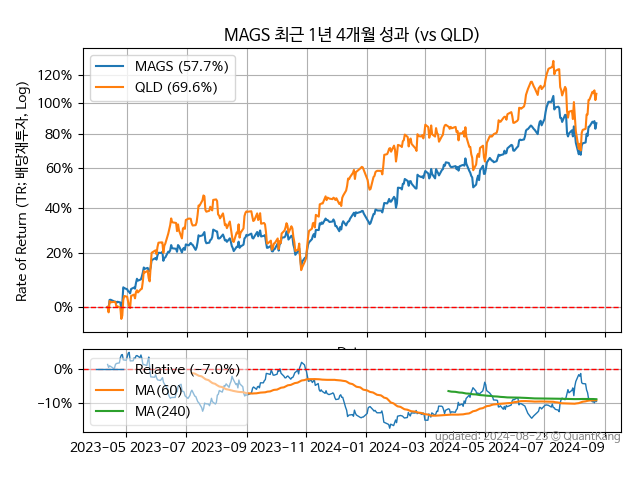 MAGS 최근 1년 4개월 성과 (vs QLD)
Rate of Return (TR: 배당재투자, Log)
120%
100%
80%
60%
40%
20%
0%
MAGS (57.7%)
QLD (69.6%)
0%
−10%
Relative (−7.0%)
MA(60)
MA(240)
updated: 2024-08-23 © QuantKang
2023−05 2023−07 2023−09 2023−11 2024−01 2024−03 2024−05 2024−07 2024−09